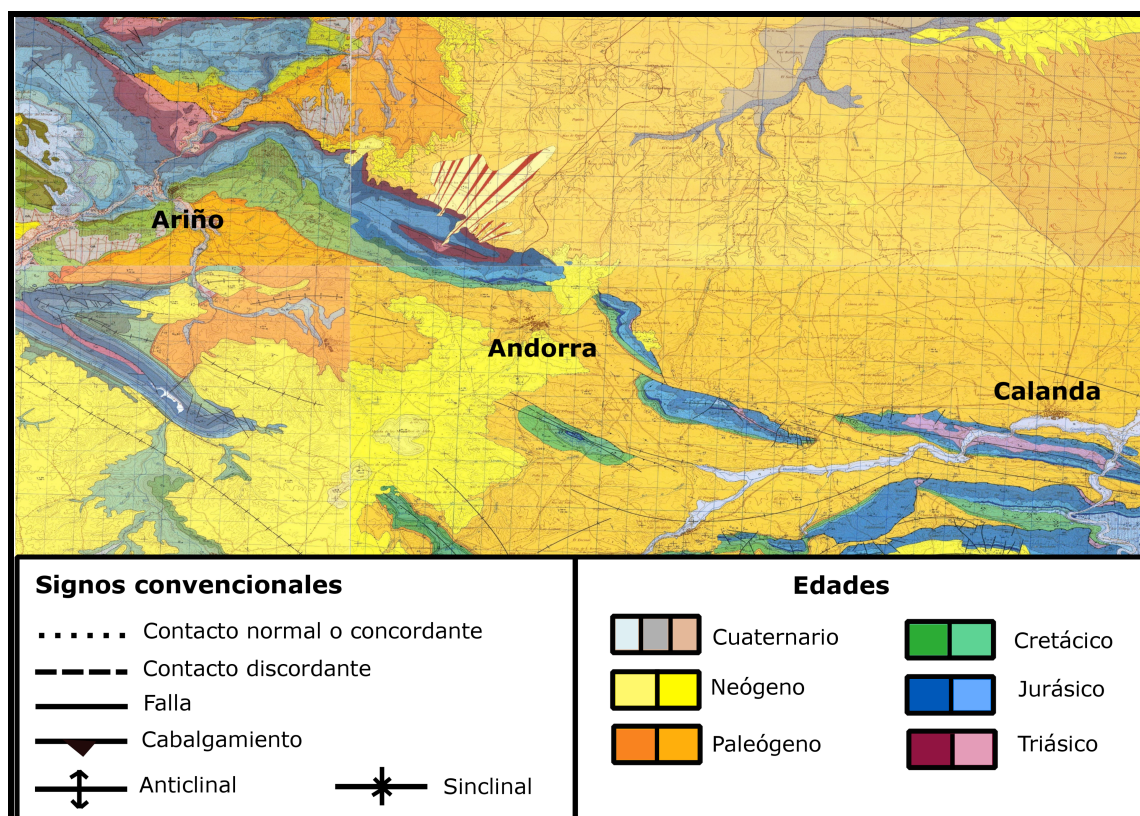 Ariño
Andorra
Calanda
Signos convencionales
Contacto normal o concordante
Contacto discordante
Falla
Cabalgamiento
Anticlinal
Sinclinal
Edades
Cuaternario
Neógeno
Paleógeno
Cretácico
Jurásico
Triásico